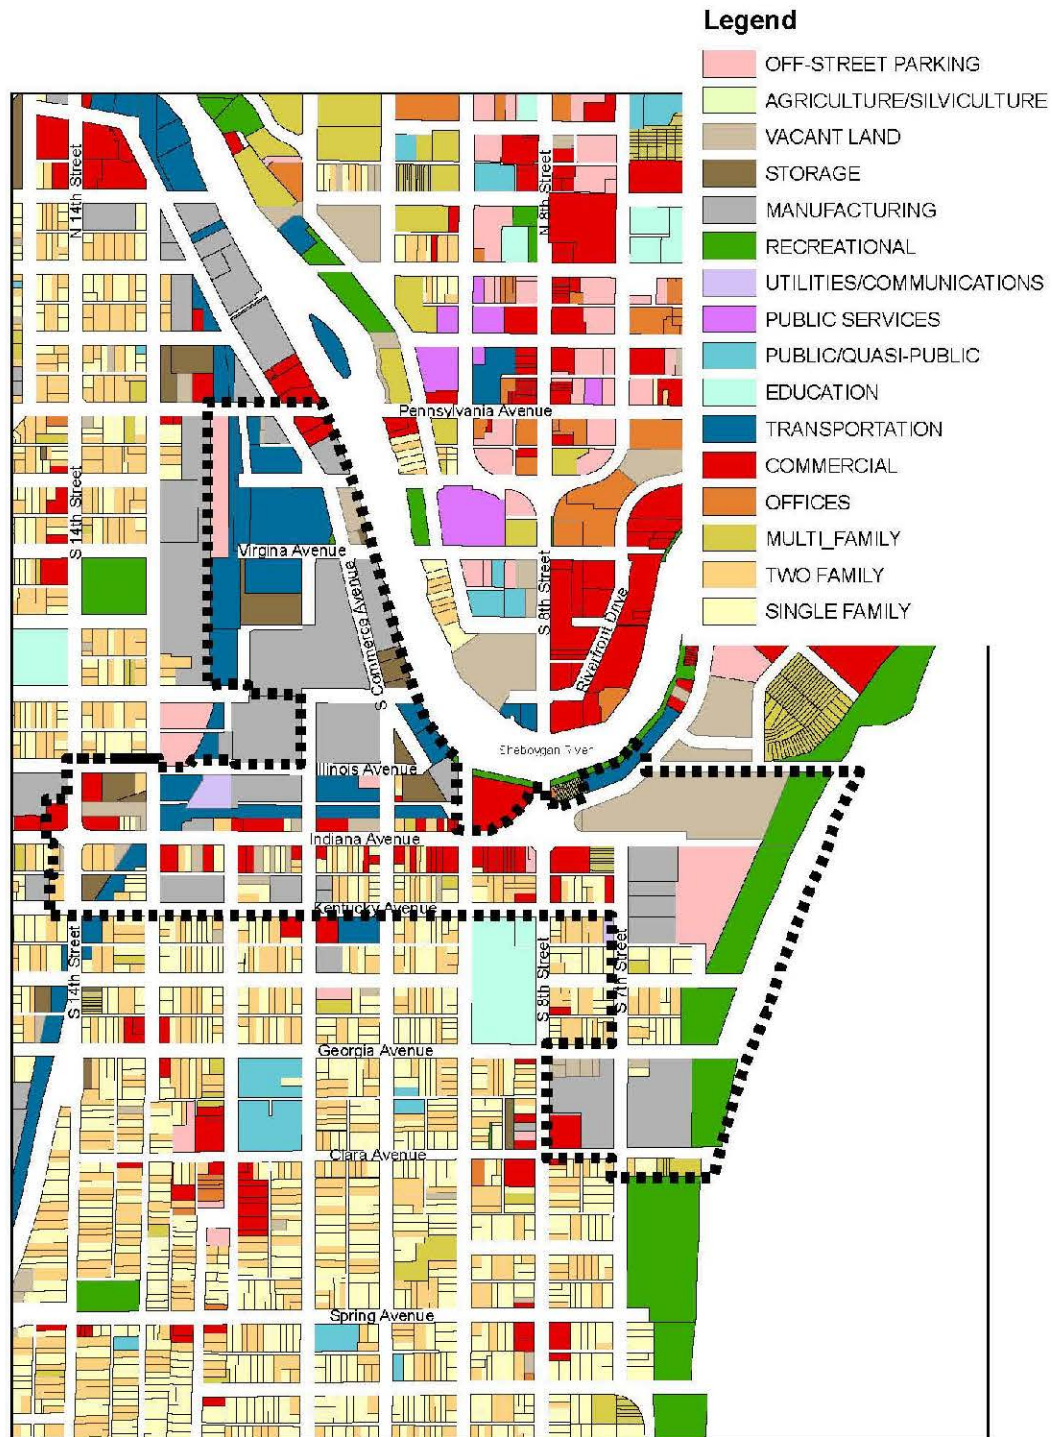 Legend
OFF-STREET PARKING
AGRICULTURE/SILVICULTURE
VACANT LAND
STORAGE
MANUFACTURING
RECREATIONAL
UTILITIES/COMMUNICATIONS
PUBLIC SERVICES
PUBLIC/QUASI-PUBLIC
EDUCATION
TRANSPORTATION
COMMERCIAL
OFFICES
MULTI_FAMILY
TWO FAMILY
SINGLE FAMILY
N 14th Street
N 8th Street
Pennsylvania Avenue
S 14th Street
Virgina Avenue
S Commerce Avenue
S 8th Street
Riverfront Drive
Sheboygan River
Illinois Avenue
Indiana Avenue
Kentucky Avenue
S 14th Street
S 8th Street
S 7th Street
Georgia Avenue
Clara Avenue
Spring Avenue